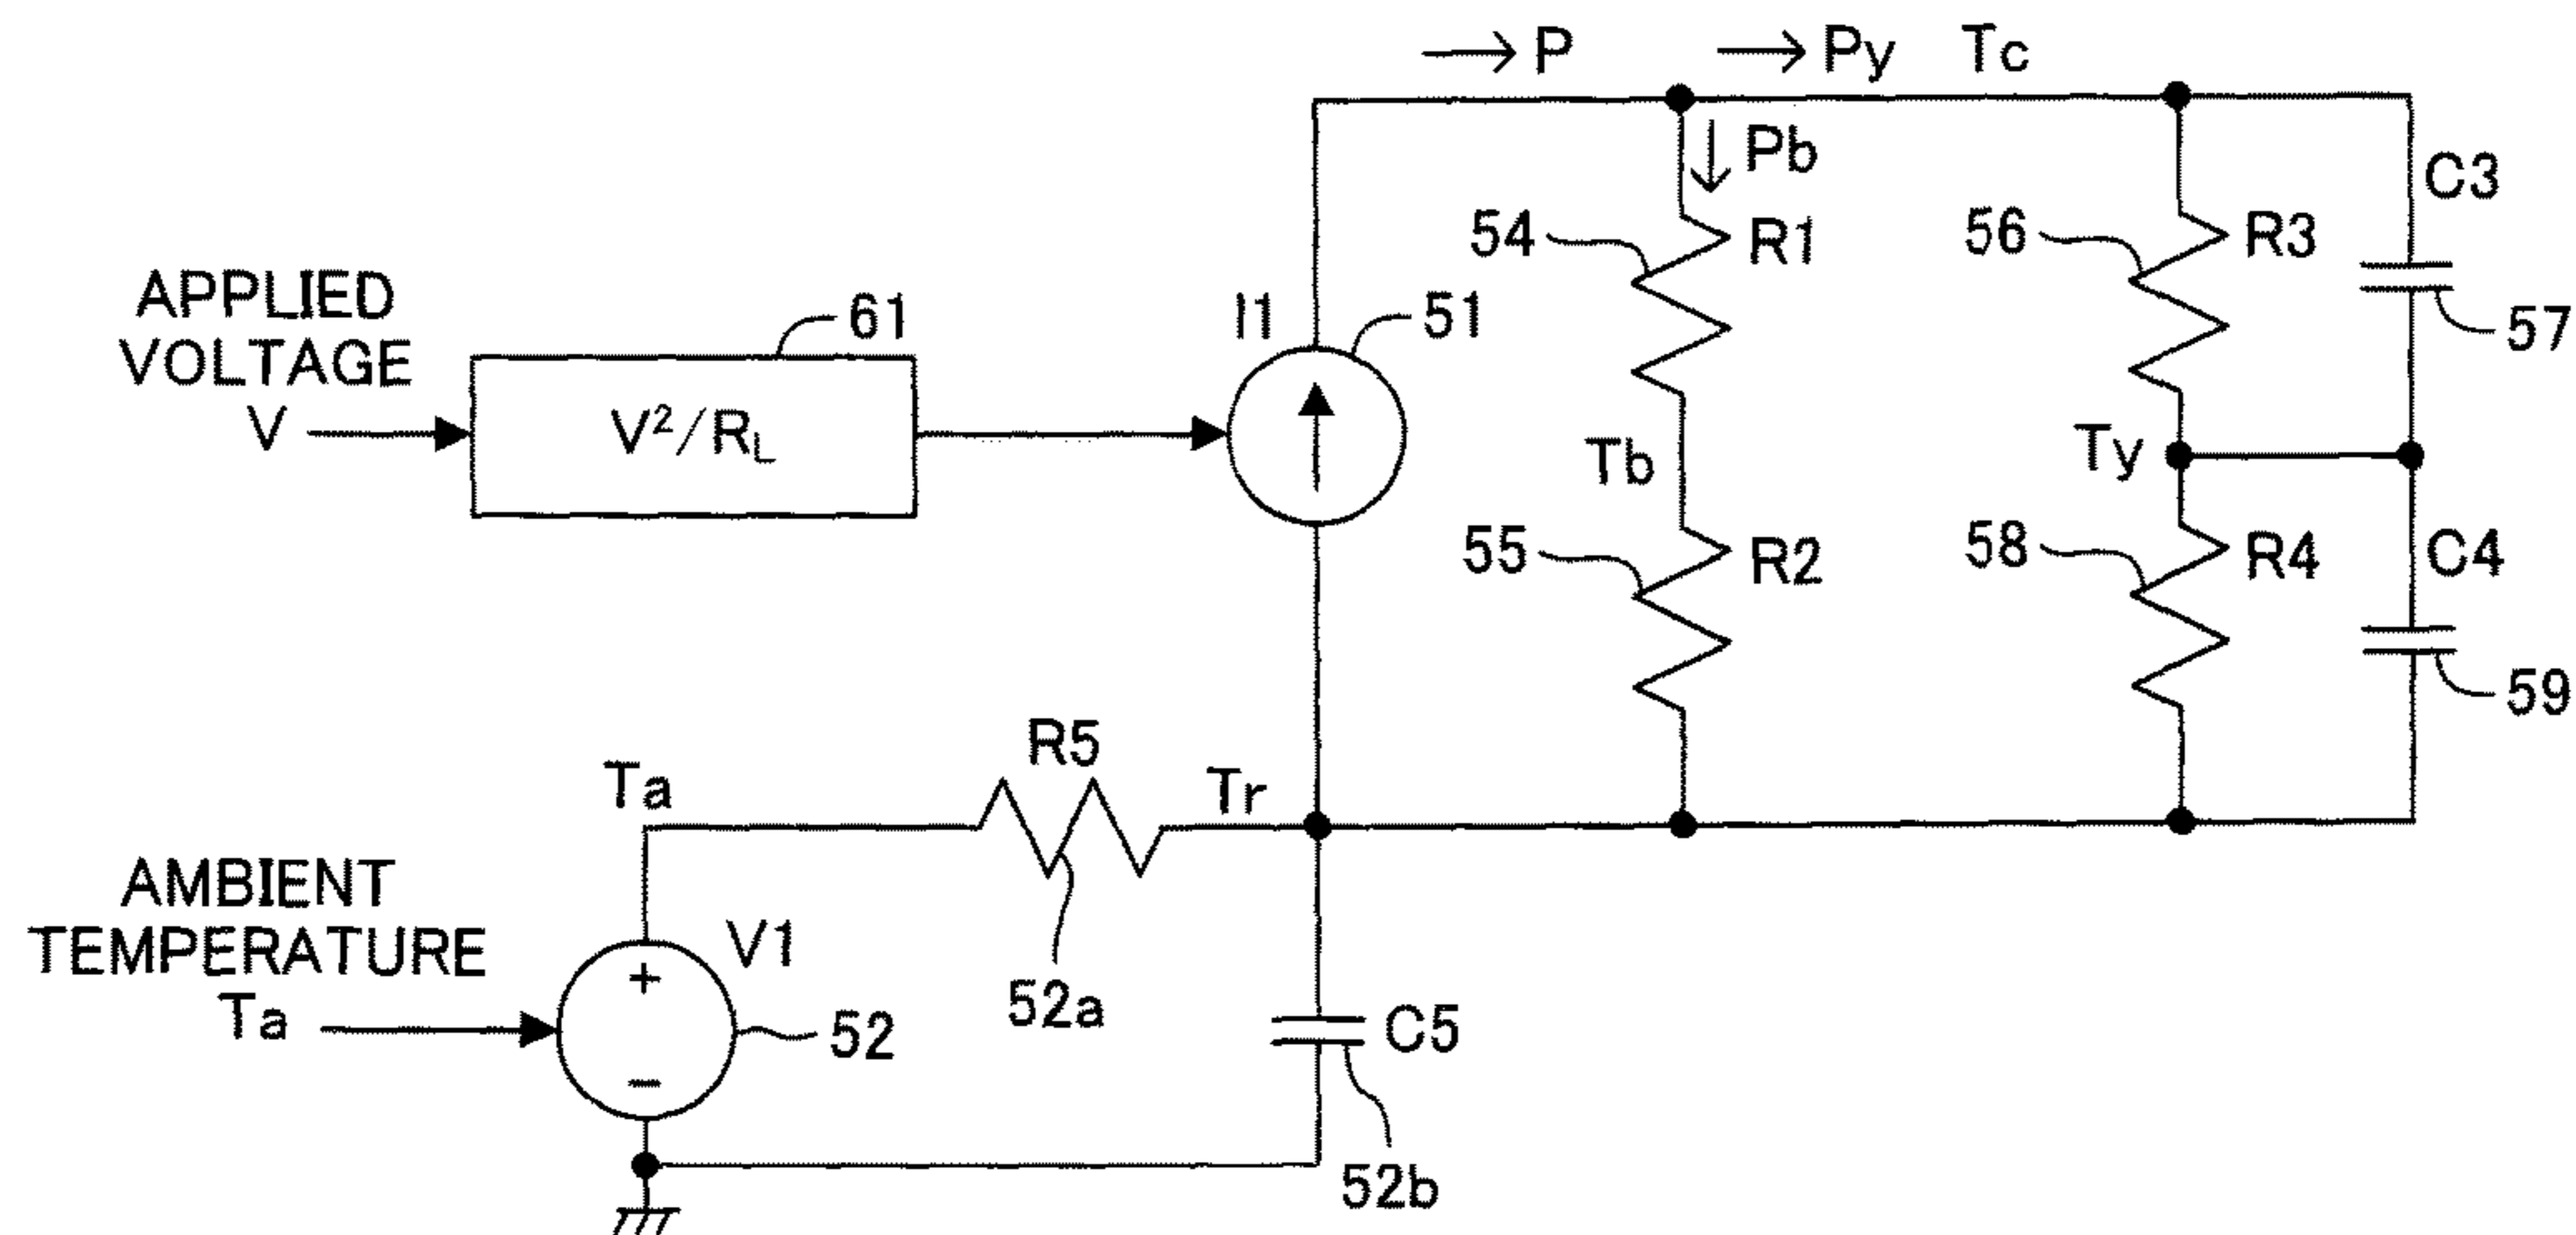 P
Py
Tc
Pb
C3
54
R1
56
R3
APPLIED
VOLTAGE
V
61
V²/R_L
I1
51
57
Tb
Ty
55
R2
58
R4
C4
59
R5
Ta
Tr
AMBIENT
TEMPERATURE
Ta
V1
+
−
52
52a
C5
52b